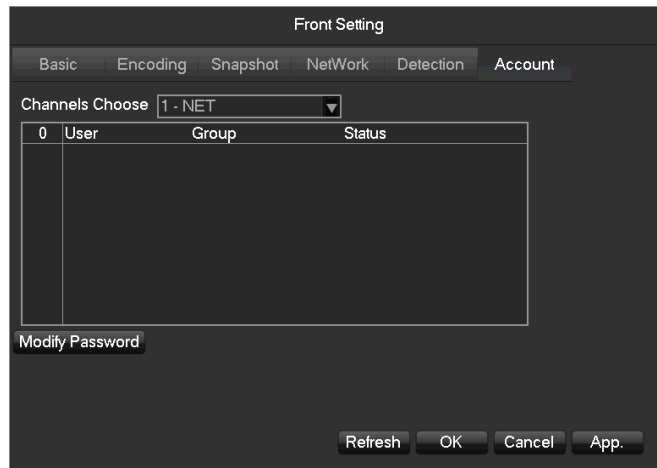 Front Setting
Basic Encoding Snapshot NetWork Detection Account
Channels Choose 1 - NET
0 User Group Status
Modify Password
Refresh OK Cancel App.